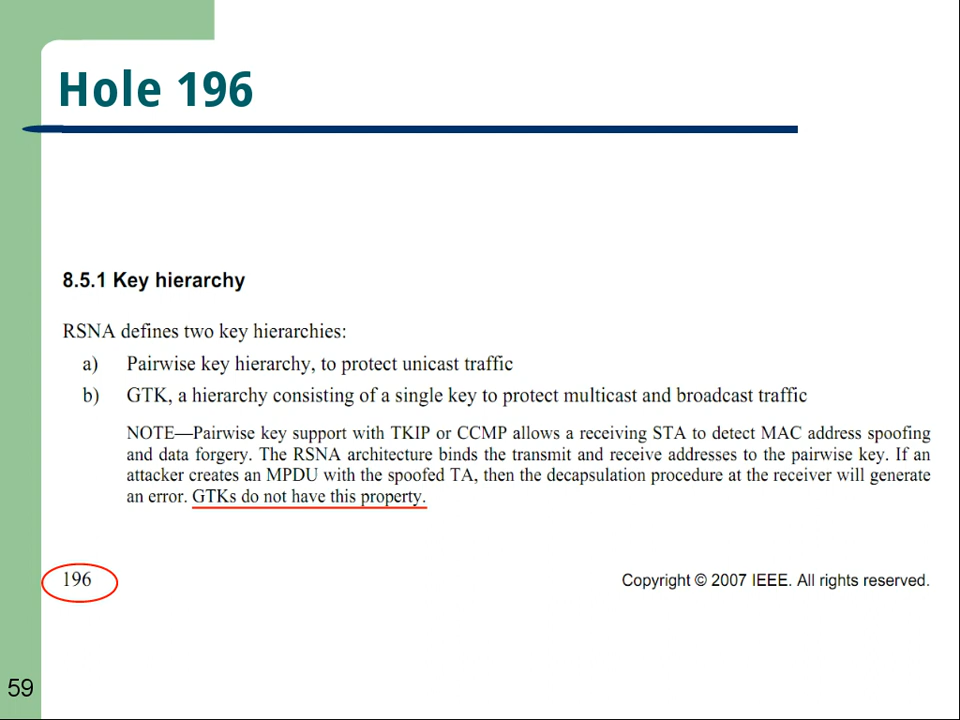 Hole 196
8.5.1 Key hierarchy
RSNA defines two key hierarchies:
a) Pairwise key hierarchy, to protect unicast traffic
b) GTK, a hierarchy consisting of a single key to protect multicast and broadcast traffic
NOTE—Pairwise key support with TKIP or CCMP allows a receiving STA to detect MAC address spoofing
and data forgery. The RSNA architecture binds the transmit and receive addresses to the pairwise key. If an
attacker creates an MPDU with the spoofed TA, then the decapsulation procedure at the receiver will generate
an error. GTKs do not have this property.
196
Copyright © 2007 IEEE. All rights reserved.
59